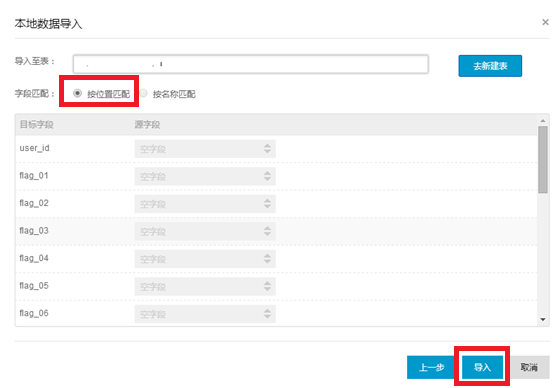 本地数据导入 ×
导入至表： 去新建表
字段匹配： 按位置匹配 按名称匹配
目标字段 源字段
user_id 空字段
flag_01 空字段
flag_02 空字段
flag_03 空字段
flag_04 空字段
flag_05 空字段
flag_06 空字段
上一步 导入 取消